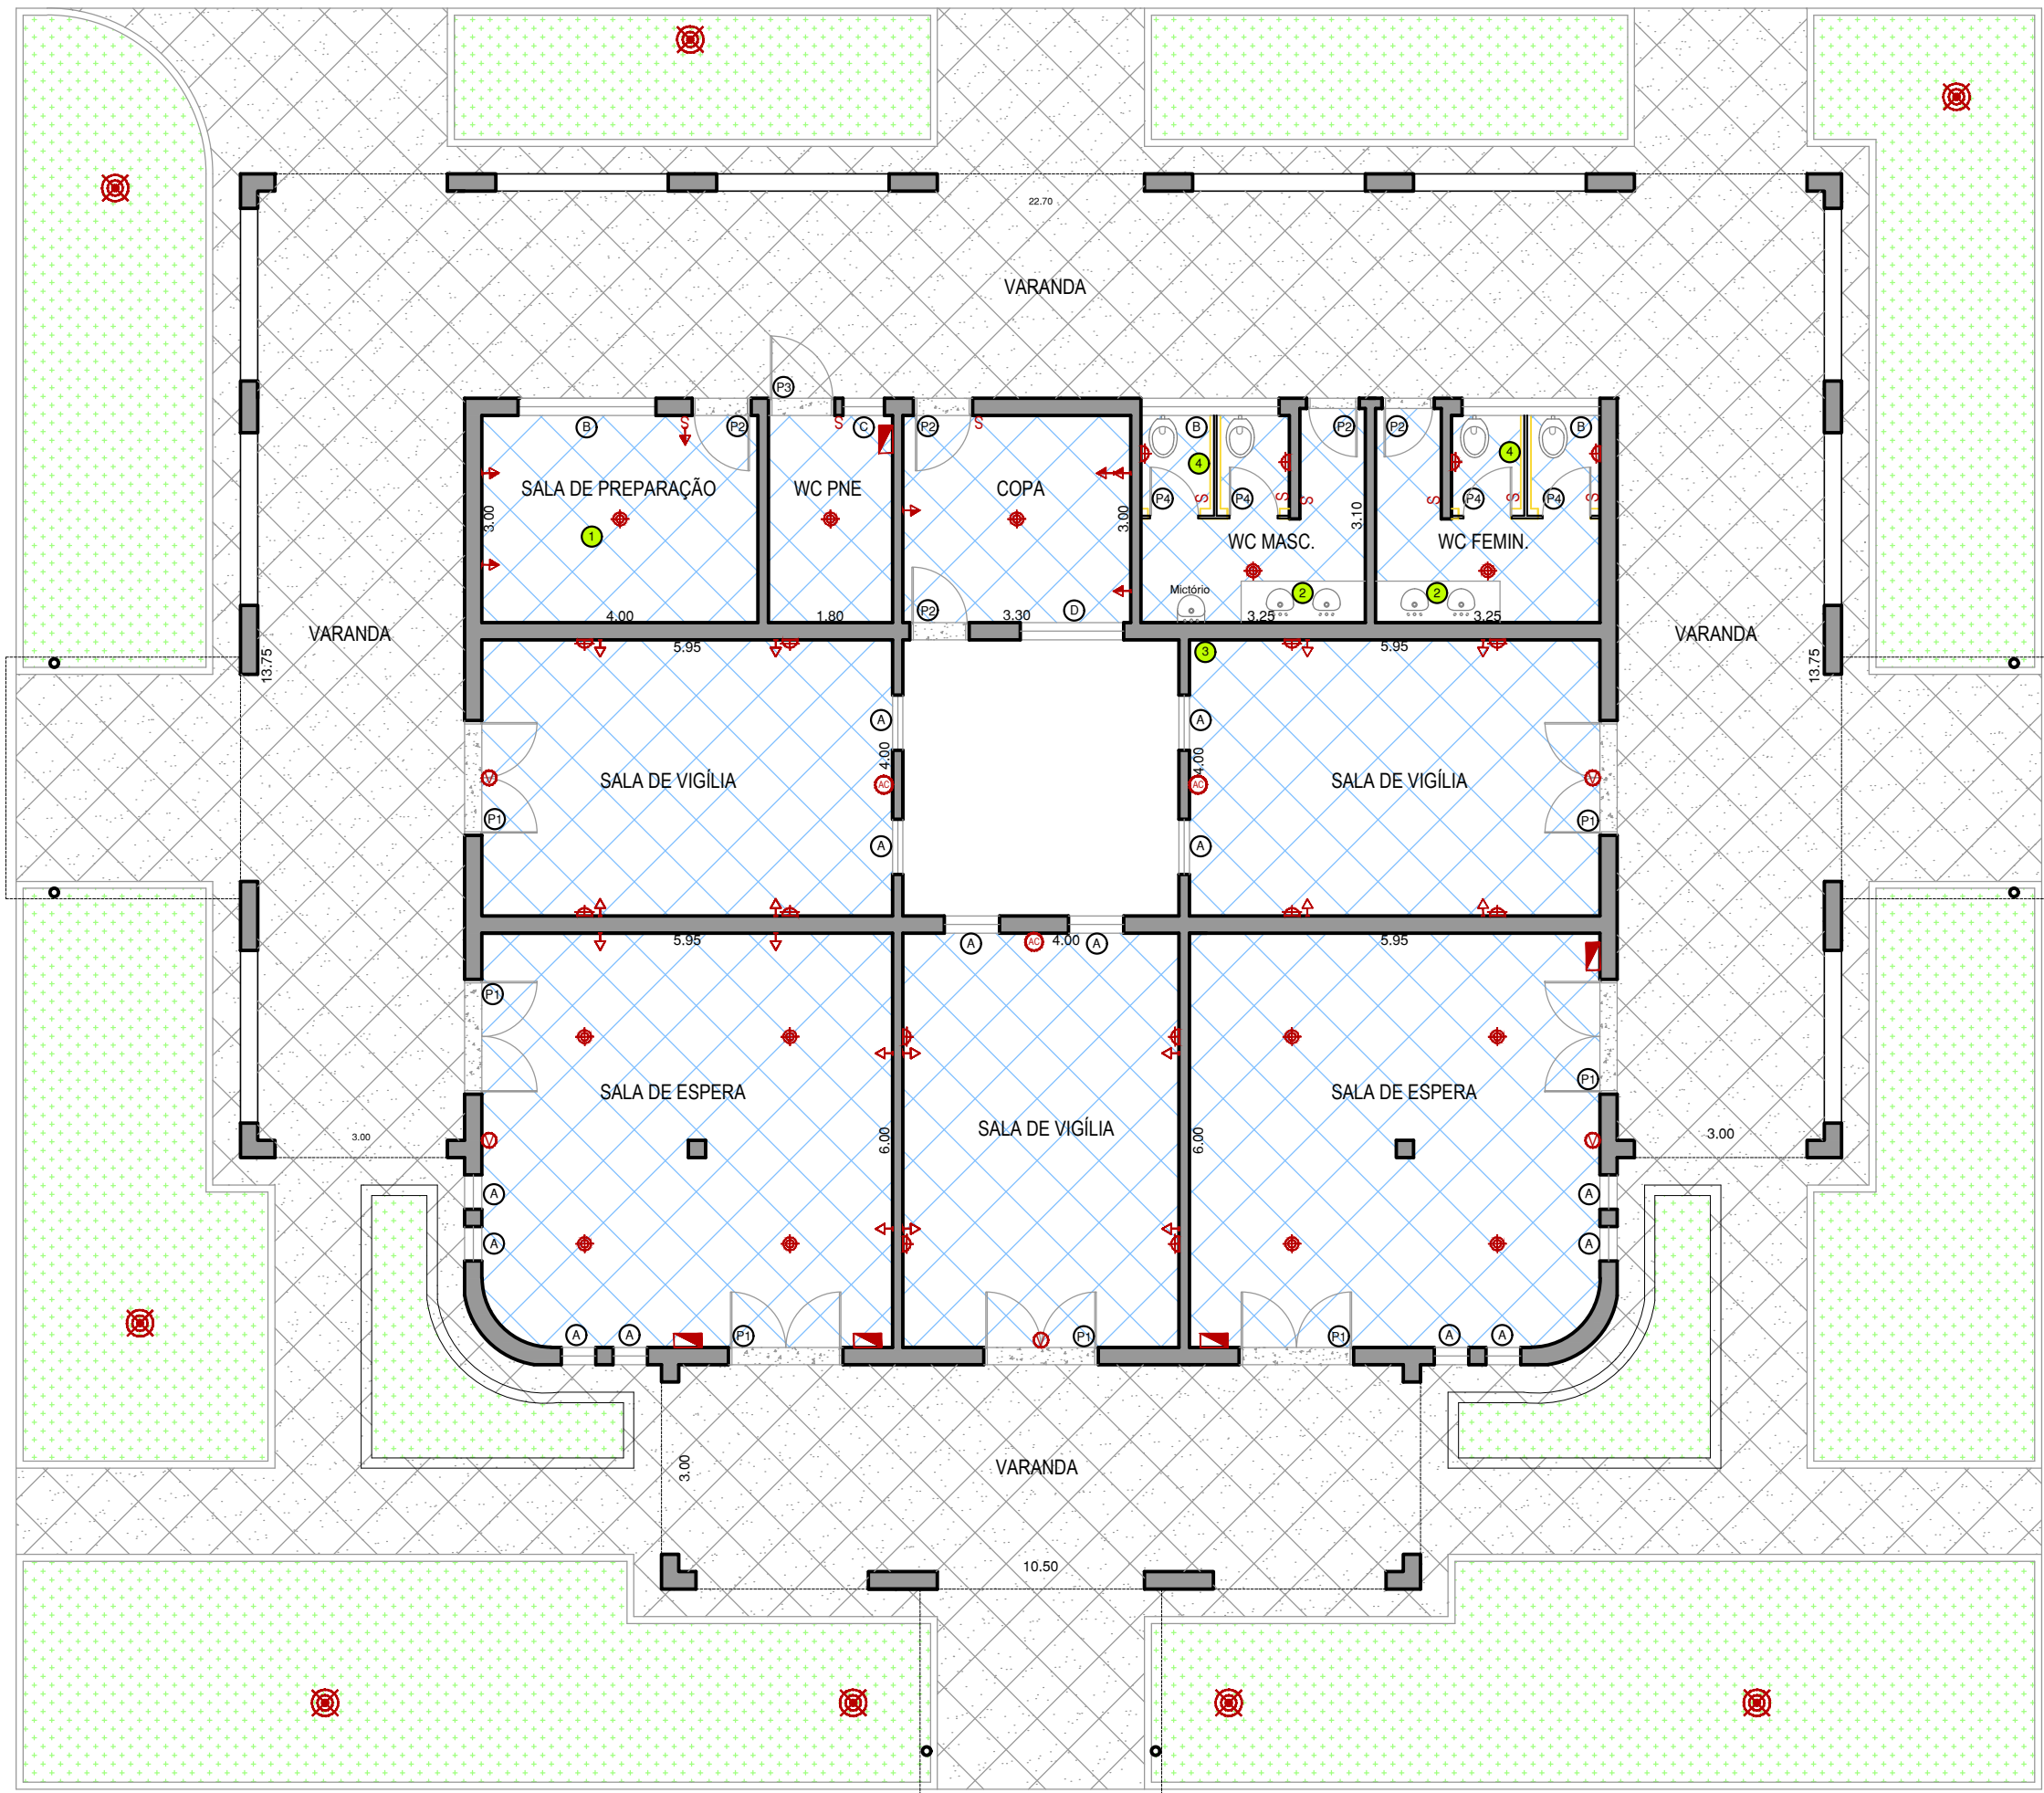 22.70
VARANDA
P3
B
P2
S
S
C
P2
S
B
P2
P2
B
4
4
SALA DE PREPARAÇÃO
WC PNE
COPA
P4
S
P4
S
S
S
P4
S
P4
S
3.00
3.00
3.10
1
WC MASC.
WC FEMIN.
Mictório
2
2
4.00
1.80
P2
3.30
D
3.25
3.25
VARANDA
VARANDA
13.75
13.75
5.95
3
5.95
A
A
4.00
4.00
SALA DE VIGÍLIA
SALA DE VIGÍLIA
V
AC
AC
V
P1
P1
A
A
5.95
A
AC
4.00
A
5.95
P1
P1
SALA DE ESPERA
SALA DE ESPERA
SALA DE VIGÍLIA
6.00
6.00
3.00
V
V
3.00
A
A
A
A
A
A
P1
V
P1
P1
A
A
VARANDA
3.00
10.50